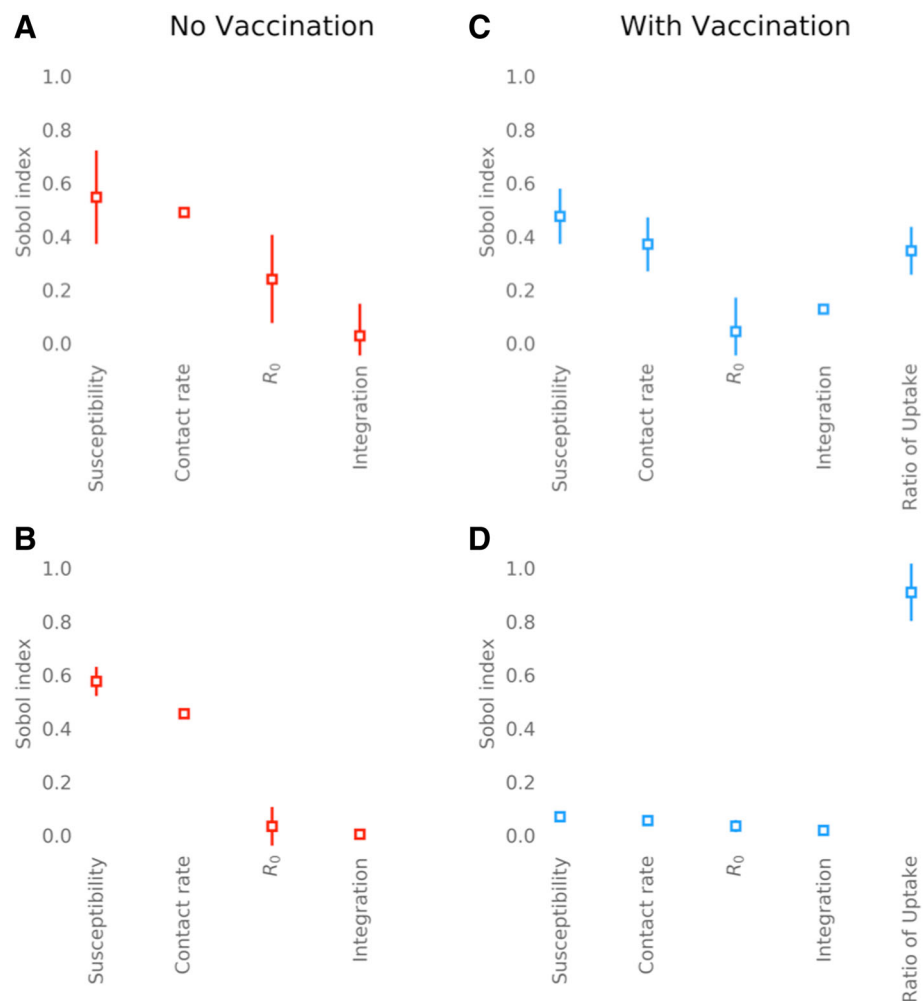 A
No Vaccination
1.0
0.8
0.6
0.4
0.2
0.0
Sobol index
Susceptibility
Contact rate
R0
Integration
C
With Vaccination
1.0
0.8
0.6
0.4
0.2
0.0
Sobol index
Susceptibility
Contact rate
R0
Integration
Ratio of Uptake
B
1.0
0.8
0.6
0.4
0.2
0.0
Sobol index
Susceptibility
Contact rate
R0
Integration
D
1.0
0.8
0.6
0.4
0.2
0.0
Sobol index
Susceptibility
Contact rate
R0
Integration
Ratio of Uptake